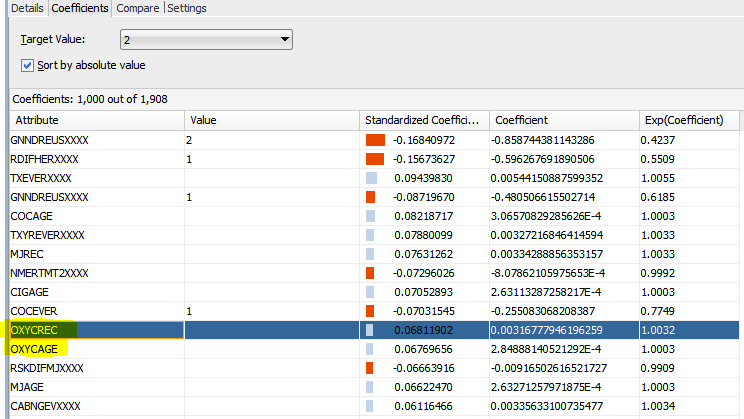 Details Coefficients Compare Settings
Target Value: 2
Sort by absolute value
Coefficients: 1,000 out of 1,908
Attribute Value Standardized Coeffici... Coefficient Exp(Coefficient)
GNNDREUSXXXX 2 -0.16840972 -0.858744381143286 0.4237
RDIFHERXXXX 1 -0.15673627 -0.596267691890506 0.5509
TXEVERXXXX 0.09439830 0.00544150887599352 1.0055
GNNDREUSXXXX 1 -0.08719670 -0.480506615502714 0.6185
COCAGE 0.08218717 3.06570829285626E-4 1.0003
TXYREVERXXXX 0.07880099 0.00327216846414594 1.0033
MJREC 0.07631262 0.00334288856353157 1.0033
NMERTMT2XXXX -0.07296026 -8.07862105975653E-4 0.9992
CIGAGE 0.07052893 2.63113287258217E-4 1.0003
COCEVER 1 -0.07031545 -0.255083068208387 0.7749
OXYCREC 0.06811902 0.00316777946196259 1.0032
OXYCAGE 0.06769656 2.84888140521292E-4 1.0003
RSKDIFMJXXXX -0.06663916 -0.00916502616521727 0.9909
MJAGE 0.06622470 2.63271257971875E-4 1.0003
CABNGEVXXXX 0.06116466 0.00335633100735477 1.0034